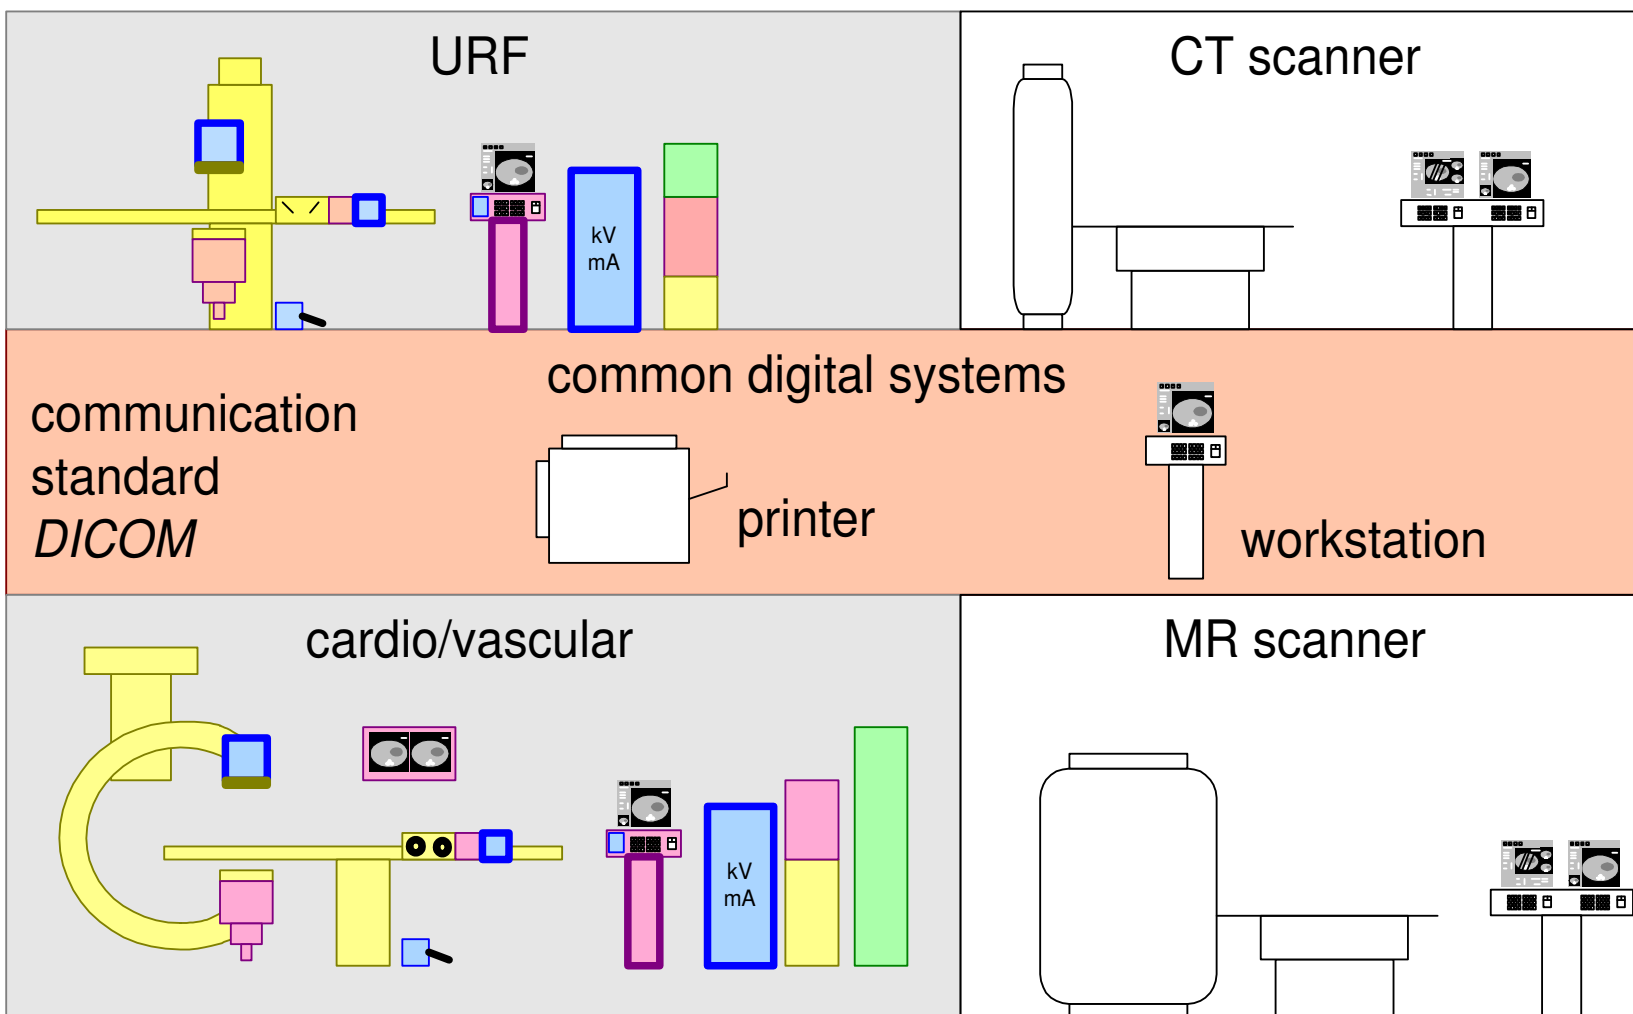 URF
CT scanner
kV
mA
common digital systems
communication
standard
DICOM
printer
workstation
cardio/vascular
MR scanner
kV
mA